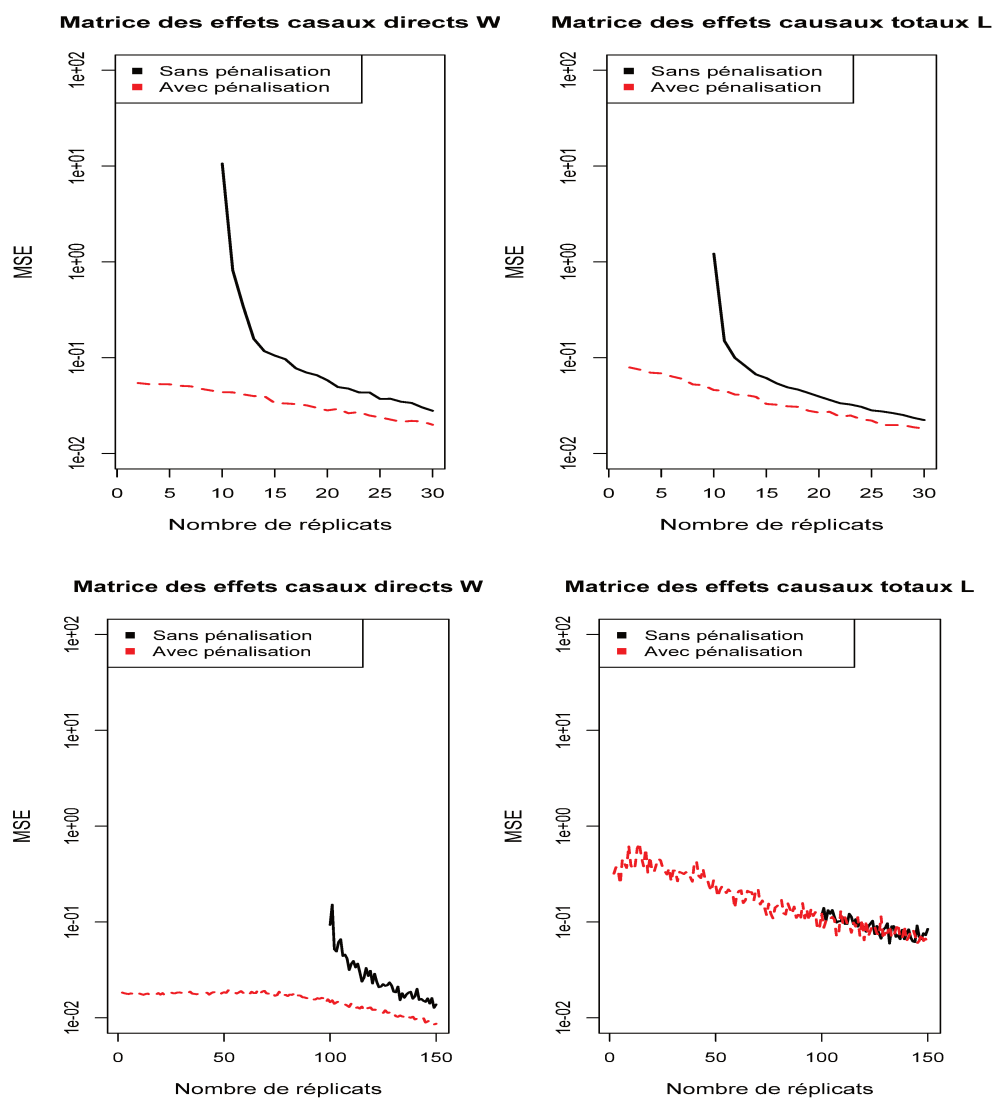 Matrice des effets casaux directs W
Sans pénalisation
Avec pénalisation
1e+02
1e+01
1e+00
1e-01
1e-02
MSE
0 5 10 15 20 25 30
Nombre de réplicats
Matrice des effets causaux totaux L
Sans pénalisation
Avec pénalisation
1e+02
1e+01
1e+00
1e-01
1e-02
MSE
0 5 10 15 20 25 30
Nombre de réplicats
Matrice des effets casaux directs W
Sans pénalisation
Avec pénalisation
1e+02
1e+01
1e+00
1e-01
1e-02
MSE
0 50 100 150
Nombre de réplicats
Matrice des effets causaux totaux L
Sans pénalisation
Avec pénalisation
1e+02
1e+01
1e+00
1e-01
1e-02
MSE
0 50 100 150
Nombre de réplicats